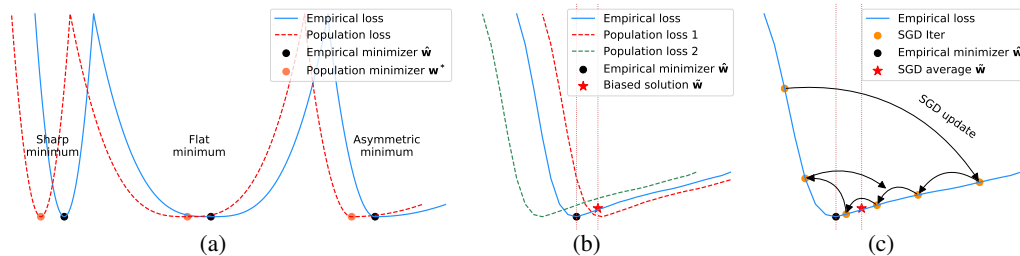 Empirical loss
Population loss
Empirical minimizer ŵ
Population minimizer w*
Sharp
minimum
Flat
minimum
Asymmetric
minimum
(a)
Empirical loss
Population loss 1
Population loss 2
Empirical minimizer ŵ
Biased solution w̃
(b)
Empirical loss
SGD Iter
Empirical minimizer ŵ
SGD average w̃
SGD update
(c)